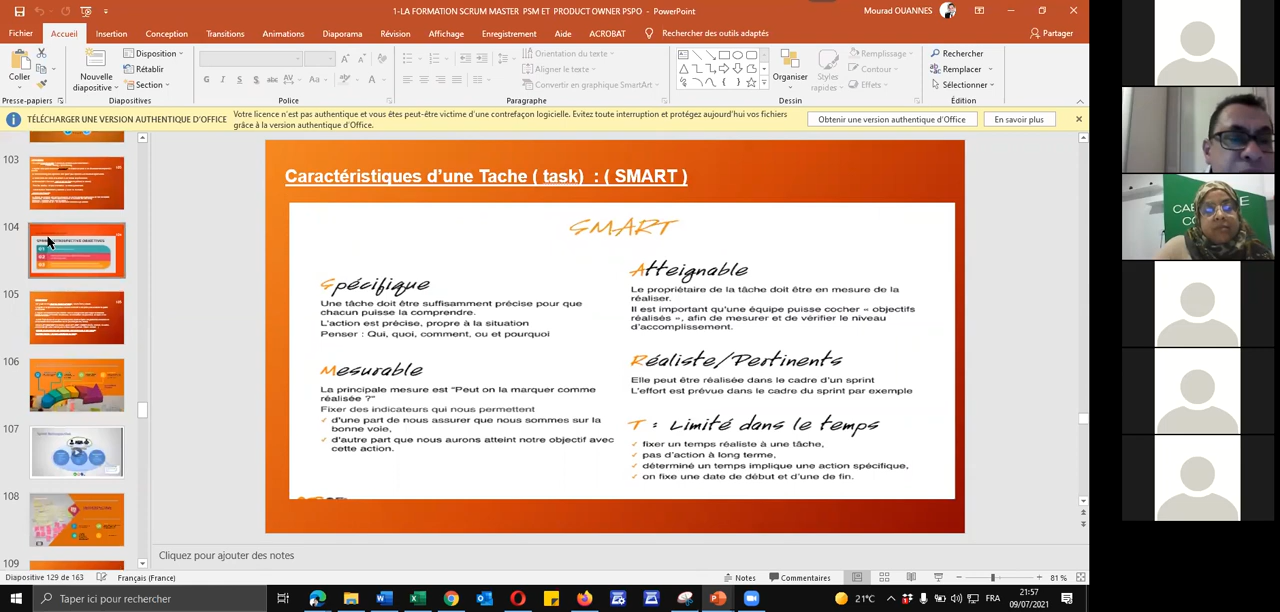 1-LA FORMATION SCRUM MASTER PSM ET PRODUCT OWNER PSPO - PowerPoint
Mourad OUANNES
Fichier Accueil Insertion Conception Transitions Animations Diaporama Révision Affichage Enregistrement Aide ACROBAT Rechercher des outils adaptés
Partager
Coller
Nouvelle diapositive
Disposition
Rétablir
Section
G I S S abc AV Aa A
Orientation du texte
Aligner le texte
Convertir en graphique SmartArt
Organiser
Styles rapides
Remplissage
Contour
Effets
Rechercher
Remplacer
Sélectionner
Presse-papiers Diapositives Police Paragraphe Dessin Édition
TÉLÉCHARGER UNE VERSION AUTHENTIQUE D'OFFICE
Votre licence n'est pas authentique et vous êtes peut-être victime d'une contrefaçon logicielle. Évitez toute interruption et protégez aujourd'hui vos fichiers
grâce à la version authentique d'Office.
Obtenir une version authentique d'Office
En savoir plus
103
104
105
106
107
108
109
Caractéristiques d'une Tache ( task) : ( SMART )
SMART
Spécifique
Une tâche doit être suffisamment précise pour que
chacun puisse la comprendre.
L'action est précise, propre à la situation
Penser : Qui, quoi, comment, ou et pourquoi
Mesurable
La principale mesure est "Peut on la marquer comme
réalisée ?"
Fixer des indicateurs qui nous permettent
✓ d'une part de nous assurer que nous sommes sur la
bonne voie,
✓ d'autre part que nous aurons atteint notre objectif avec
cette action.
Atteignable
Le propriétaire de la tâche doit être en mesure de la
réaliser.
Il est important qu'une équipe puisse cocher « objectifs
réalisés », afin de mesurer et de vérifier le niveau
d'accomplissement.
Réaliste/Pertinents
Elle peut être réalisée dans le cadre d'un sprint
L'effort est prévue dans le cadre du sprint par exemple
T : Limité dans le temps
✓ fixer un temps réaliste à une tâche,
✓ pas d'action à long terme,
✓ déterminé un temps implique une action spécifique,
✓ on fixe une date de début et d'une de fin.
Cliquez pour ajouter des notes
Diapositive 129 de 163
Français (France)
Notes
Commentaires
81 %
Taper ici pour rechercher
21°C
FRA
21:57
09/07/2021